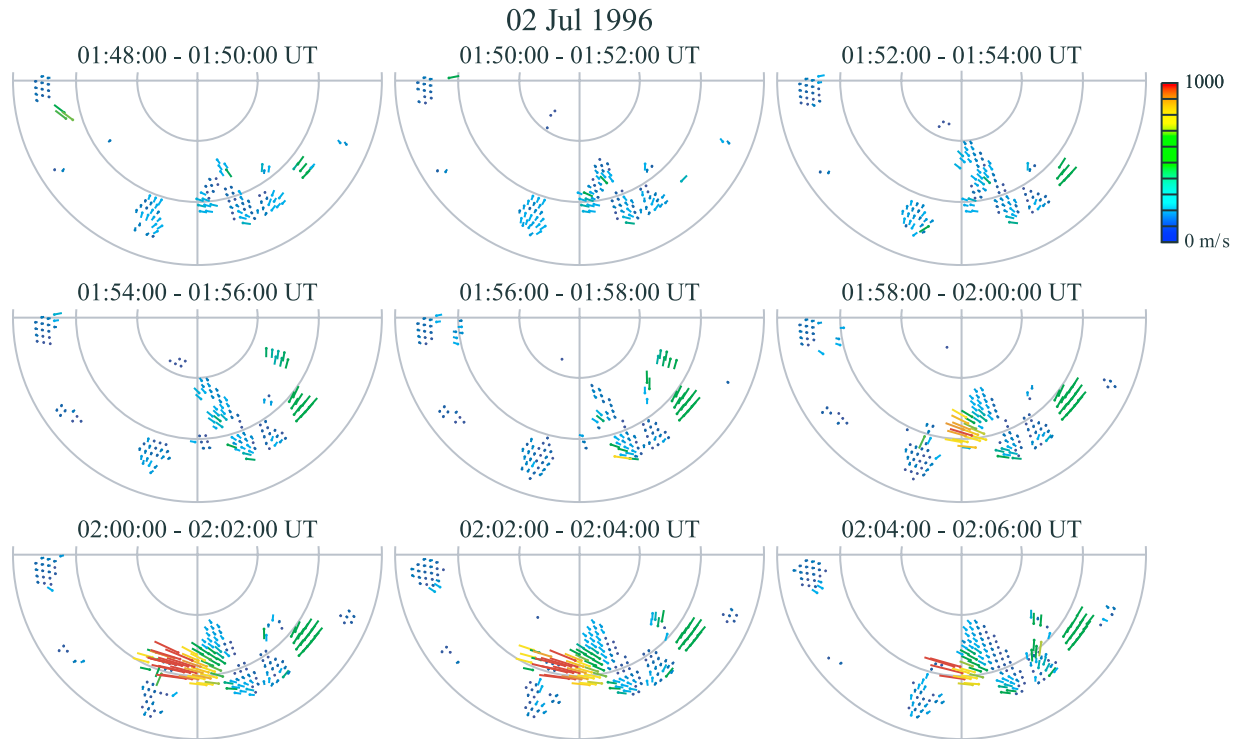 02 Jul 1996
01:48:00 - 01:50:00 UT
01:50:00 - 01:52:00 UT
01:52:00 - 01:54:00 UT
1000
0 m/s
01:54:00 - 01:56:00 UT
01:56:00 - 01:58:00 UT
01:58:00 - 02:00:00 UT
02:00:00 - 02:02:00 UT
02:02:00 - 02:04:00 UT
02:04:00 - 02:06:00 UT